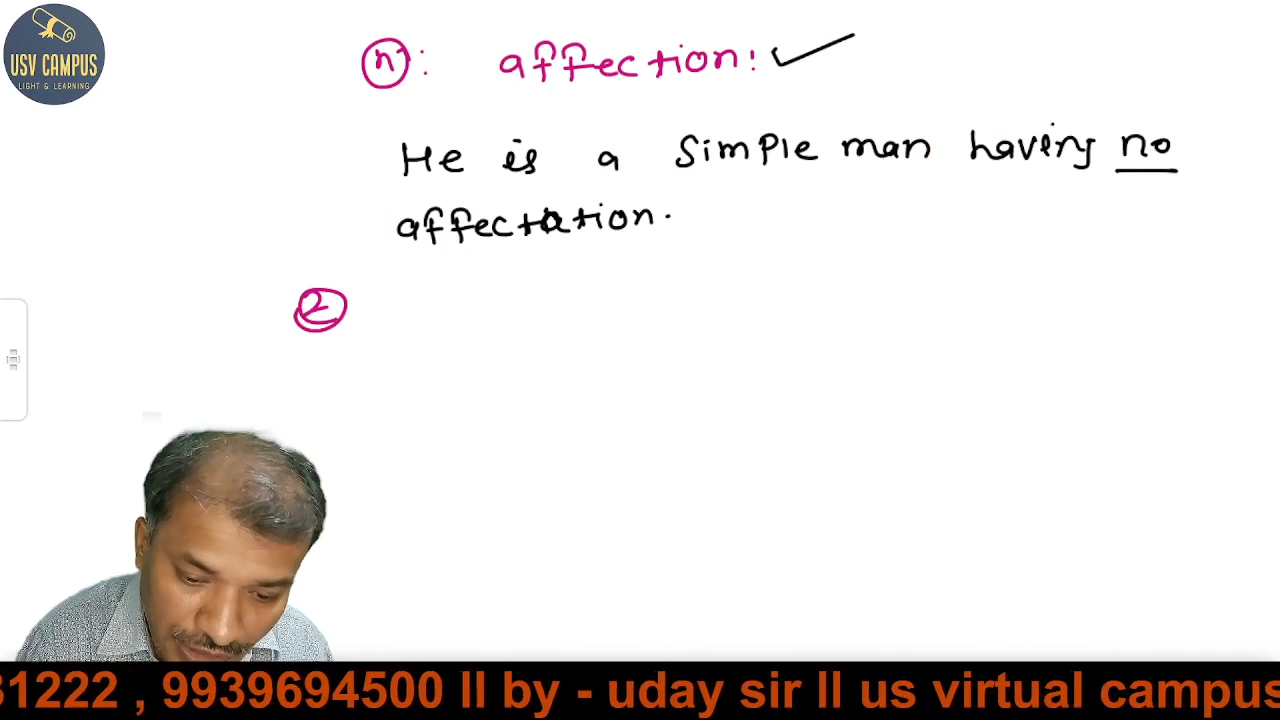 USV CAMPUS
LIGHT & LEARNING
n: affection:
He is a simple man having no
affectation.
2
31222 , 9939694500 ll by - uday sir ll us virtual campus